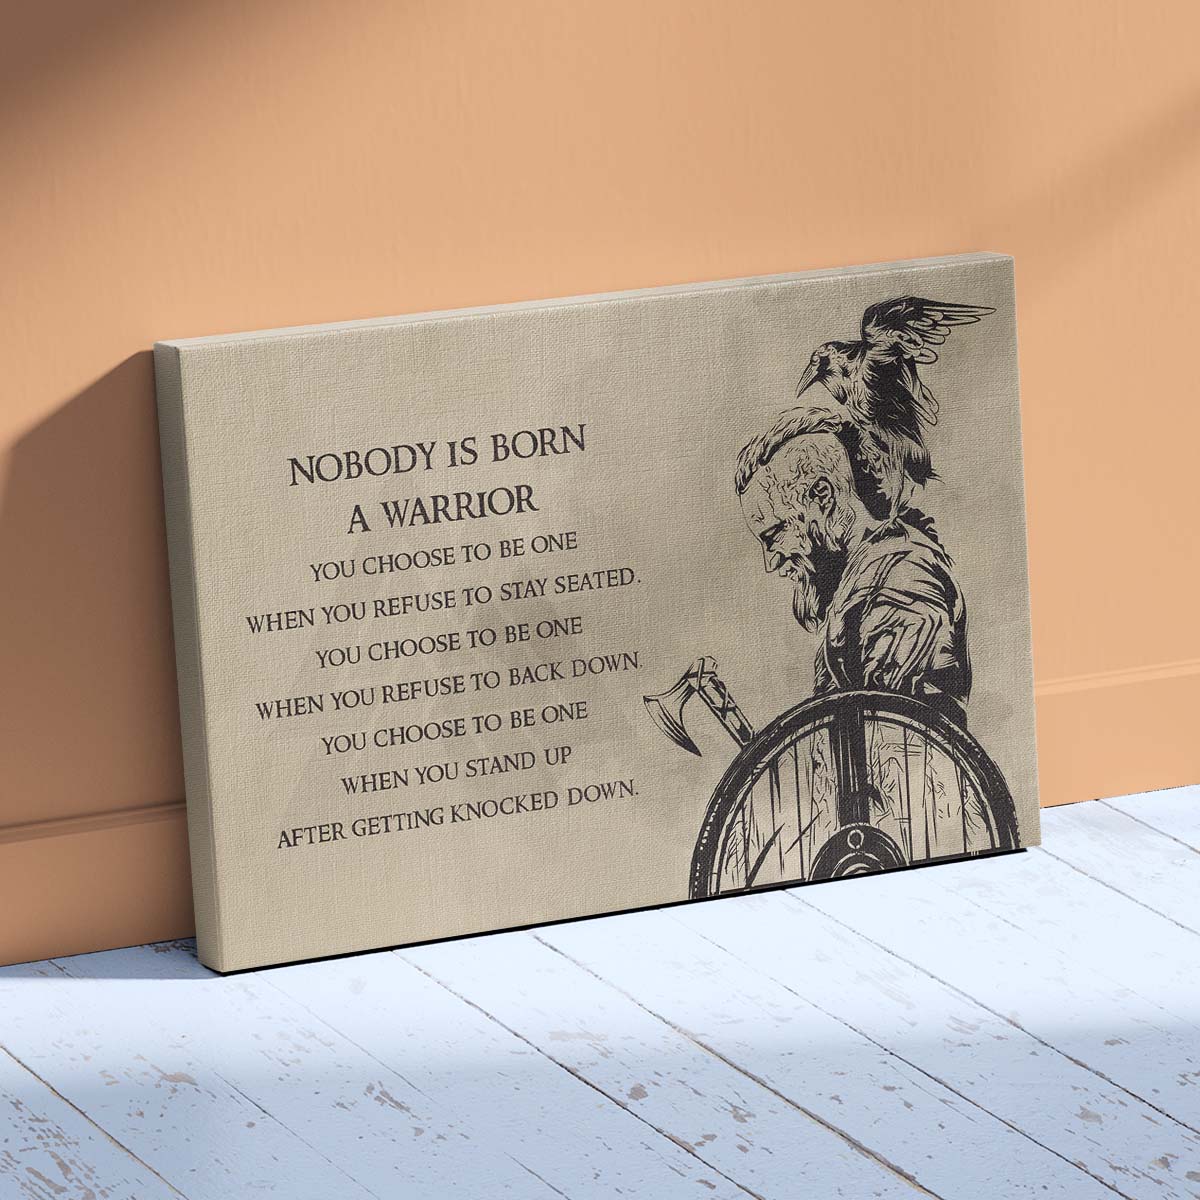 NOBODY IS BORN
A WARRIOR
YOU CHOOSE TO BE ONE
WHEN YOU REFUSE TO STAY SEATED.
YOU CHOOSE TO BE ONE
WHEN YOU REFUSE TO BACK DOWN.
YOU CHOOSE TO BE ONE
WHEN YOU STAND UP
AFTER GETTING KNOCKED DOWN.